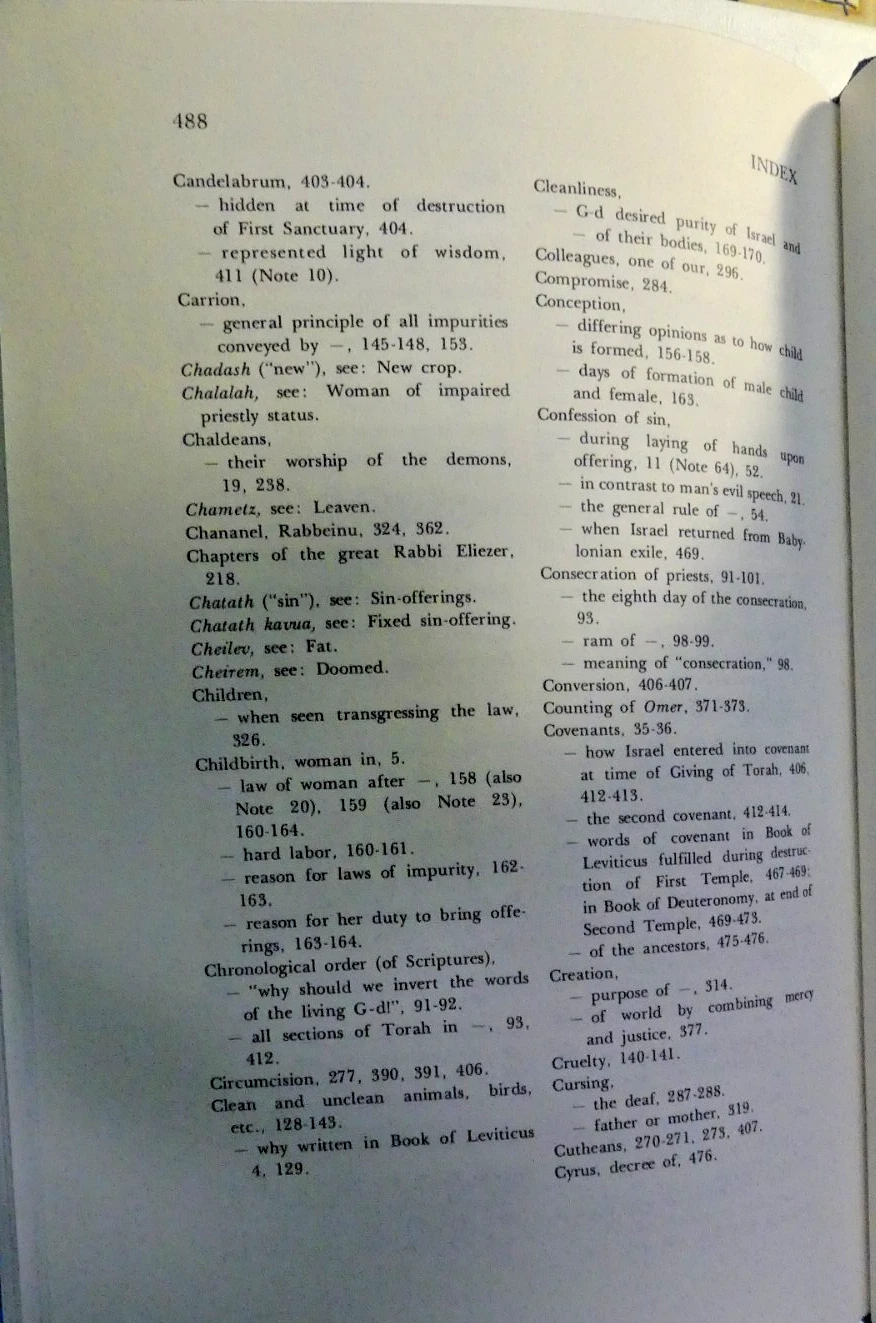 488
INDEX
Candelabrum, 403-404.
— hidden at time of destruction
of First Sanctuary, 404.
— represented light of wisdom,
411 (Note 10).
Carrion,
— general principle of all impurities
conveyed by —, 145-148, 153.
Chadash ("new"), see: New crop.
Chalalah, see: Woman of impaired
priestly status.
Chaldeans,
— their worship of the demons,
19, 238.
Chametz, see: Leaven.
Chananel, Rabbeinu, 324, 362.
Chapters of the great Rabbi Eliezer,
218.
Chatath ("sin"), see: Sin-offerings.
Chatath kavua, see: Fixed sin-offering.
Cheilev, see: Fat.
Cheirem, see: Doomed.
Children,
— when seen transgressing the law,
326.
Childbirth, woman in, 5.
— law of woman after —, 158 (also
Note 20), 159 (also Note 23),
160-164.
— hard labor, 160-161.
— reason for laws of impurity, 162-
163.
— reason for her duty to bring offe-
rings, 163-164.
Chronological order (of Scriptures),
— "why should we invert the words
of the living G-d!", 91-92.
— all sections of Torah in —, 93,
412.
Circumcision, 277, 390, 391, 406.
Clean and unclean animals, birds,
etc., 128-143.
— why written in Book of Leviticus
4, 129.
Cleanliness,
— G-d desired purity of Israel and
— of their bodies, 169-170.
Colleagues, one of our, 296.
Compromise, 284.
Conception,
— differing opinions as to how child
is formed, 156-158.
— days of formation of male child
and female, 163.
Confession of sin,
— during laying of hands upon
offering, 11 (Note 64), 52.
— in contrast to man's evil speech, 21.
— the general rule of —, 54.
— when Israel returned from Baby-
lonian exile, 469.
Consecration of priests, 91-101.
— the eighth day of the consecration,
93.
— ram of —, 98-99.
— meaning of "consecration," 98.
Conversion, 406-407.
Counting of Omer, 371-373.
Covenants, 35-36.
— how Israel entered into covenant
at time of Giving of Torah, 406,
412-413.
— the second covenant, 412-414.
— words of covenant in Book of
Leviticus fulfilled during destruc-
tion of First Temple, 467-469;
in Book of Deuteronomy, at end of
Second Temple, 469-473.
— of the ancestors, 475-476.
Creation,
— purpose of —, 314.
— of world by combining mercy
and justice, 377.
Cruelty, 140-141.
Cursing,
— the deaf, 287-288.
— father or mother, 319.
Cutheans, 270-271, 273, 407.
Cyrus, decree of, 476.